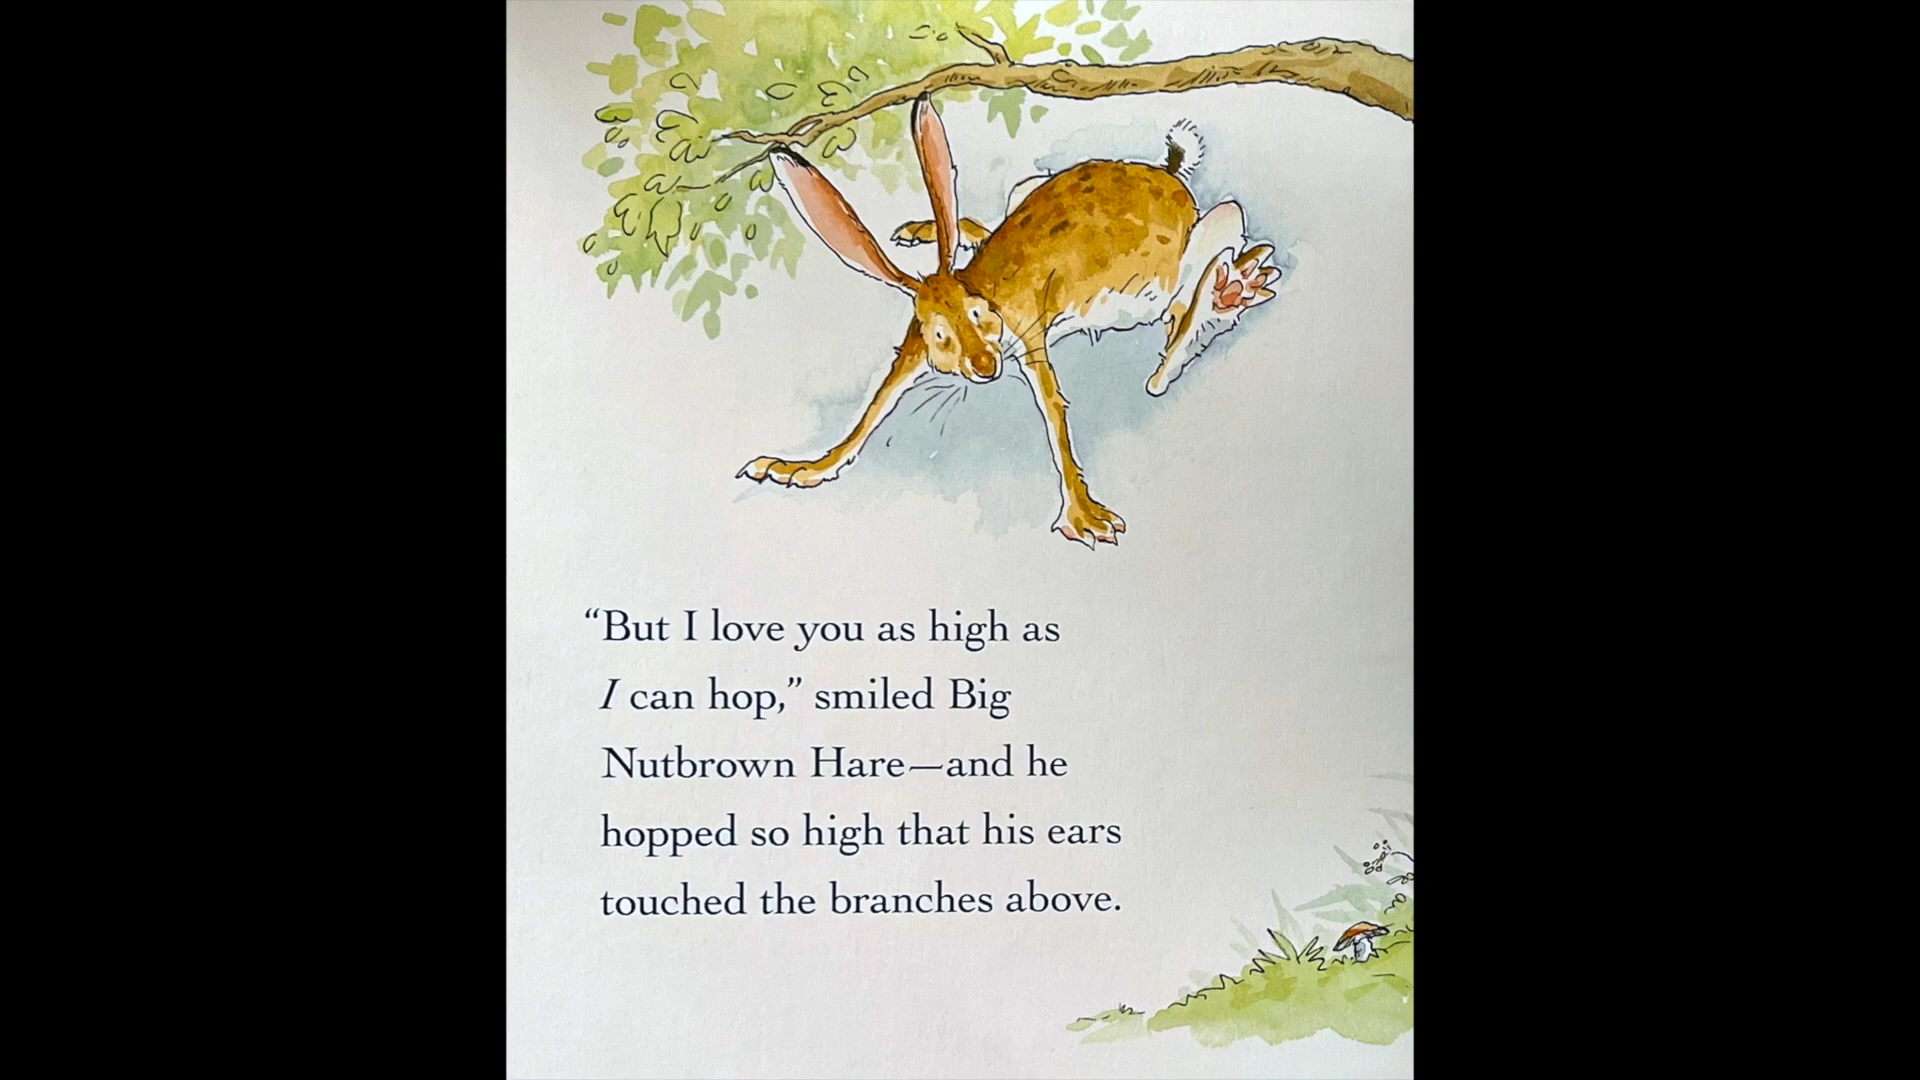 “But I love you as high as
I can hop,” smiled Big
Nutbrown Hare—and he
hopped so high that his ears
touched the branches above.